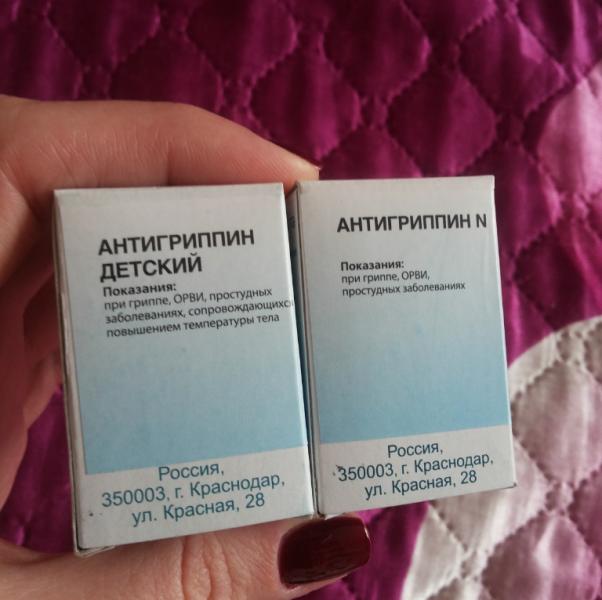 АНТИГРИППИН
ДЕТСКИЙ
Показания:
при гриппе, ОРВИ, простудных
заболеваниях, сопровождающихс
повышением температуры тела
Россия,
350003, г. Краснодар,
ул. Красная, 28
АНТИГРИППИН N
Показания:
при гриппе, ОРВИ,
простудных заболеваниях
Россия,
350003, г. Краснодар,
ул. Красная, 28